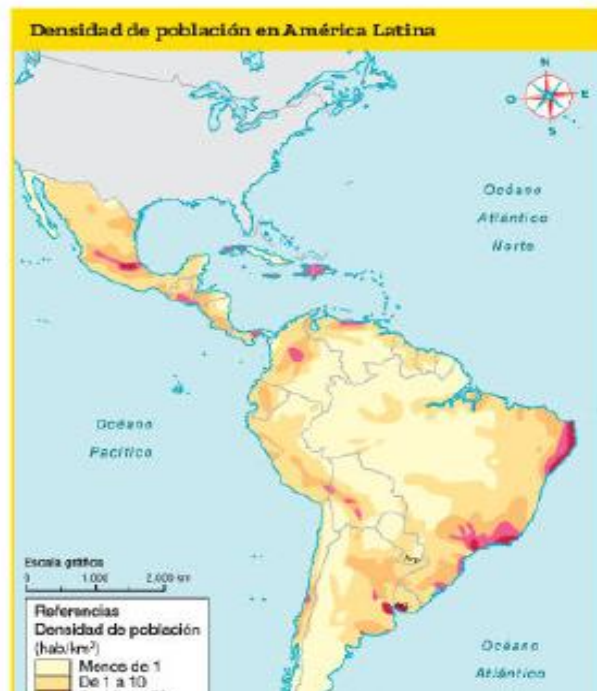 Densidad de población en América Latina
N
O
E
S
Océano
Atlántico
Norte
Océano
Pacífico
Escala gráfica
0 1.000 2.000 km
Referencias
Densidad de población
(hab/km²)
Menos de 1
De 1 a 10
Océano
Atlántico